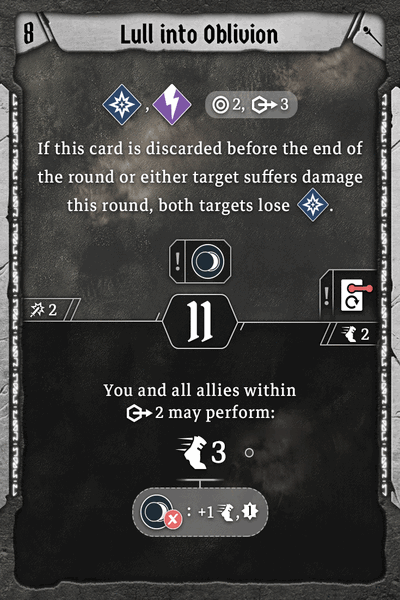 8 Lull into Oblivion
, 2, 3
If this card is discarded before the end of
the round or either target suffers damage
this round, both targets lose .
!
!
2 11 2
You and all allies within
2 may perform:
3
: +1 ,